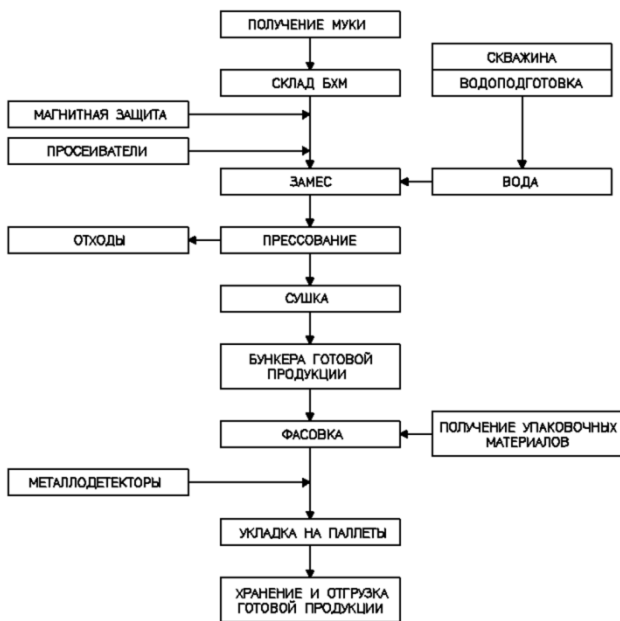 ПОЛУЧЕНИЕ МУКИ
СКВАЖИНА
СКЛАД БХМ
ВОДОПОДГОТОВКА
МАГНИТНАЯ ЗАЩИТА
ПРОСЕИВАТЕЛИ
ЗАМЕС
ВОДА
ОТХОДЫ
ПРЕССОВАНИЕ
СУШКА
БУНКЕРА ГОТОВОЙ
ПРОДУКЦИИ
ФАСОВКА
ПОЛУЧЕНИЕ УПАКОВОЧНЫХ
МАТЕРИАЛОВ
МЕТАЛЛОДЕТЕКТОРЫ
УКЛАДКА НА ПАЛЛЕТЫ
ХРАНЕНИЕ И ОТГРУЗКА
ГОТОВОЙ ПРОДУКЦИИ